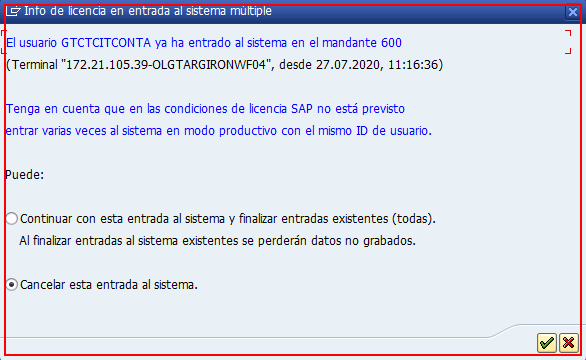 Info de licencia en entrada al sistema múltiple
El usuario GTCTCITCONTA ya ha entrado al sistema en el mandante 600
(Terminal "172.21.105.39-OLGTARGIRONWF04", desde 27.07.2020, 11:16:36)
Tenga en cuenta que en las condiciones de licencia SAP no está previsto
entrar varias veces al sistema en modo productivo con el mismo ID de usuario.
Puede:
Continuar con esta entrada al sistema y finalizar entradas existentes (todas).
Al finalizar entradas al sistema existentes se perderán datos no grabados.
Cancelar esta entrada al sistema.